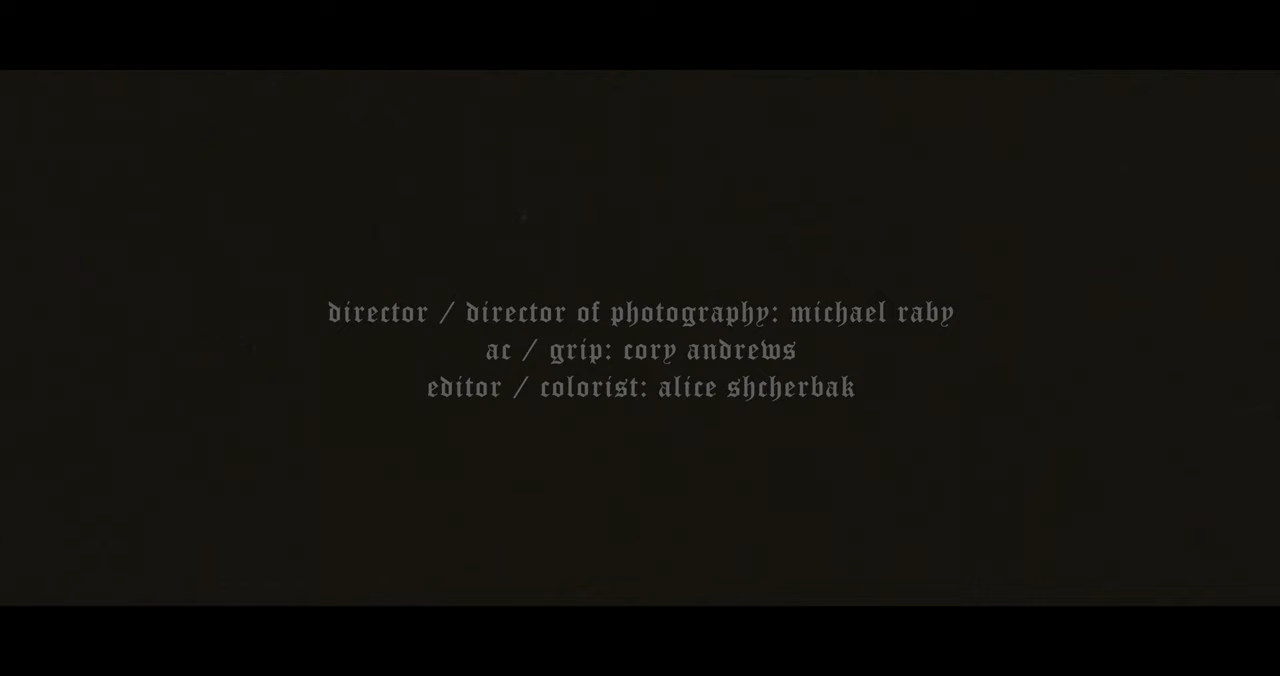 director / director of photography: michael raby
ac / grip: cory andrews
editor / colorist: alice shcherbak